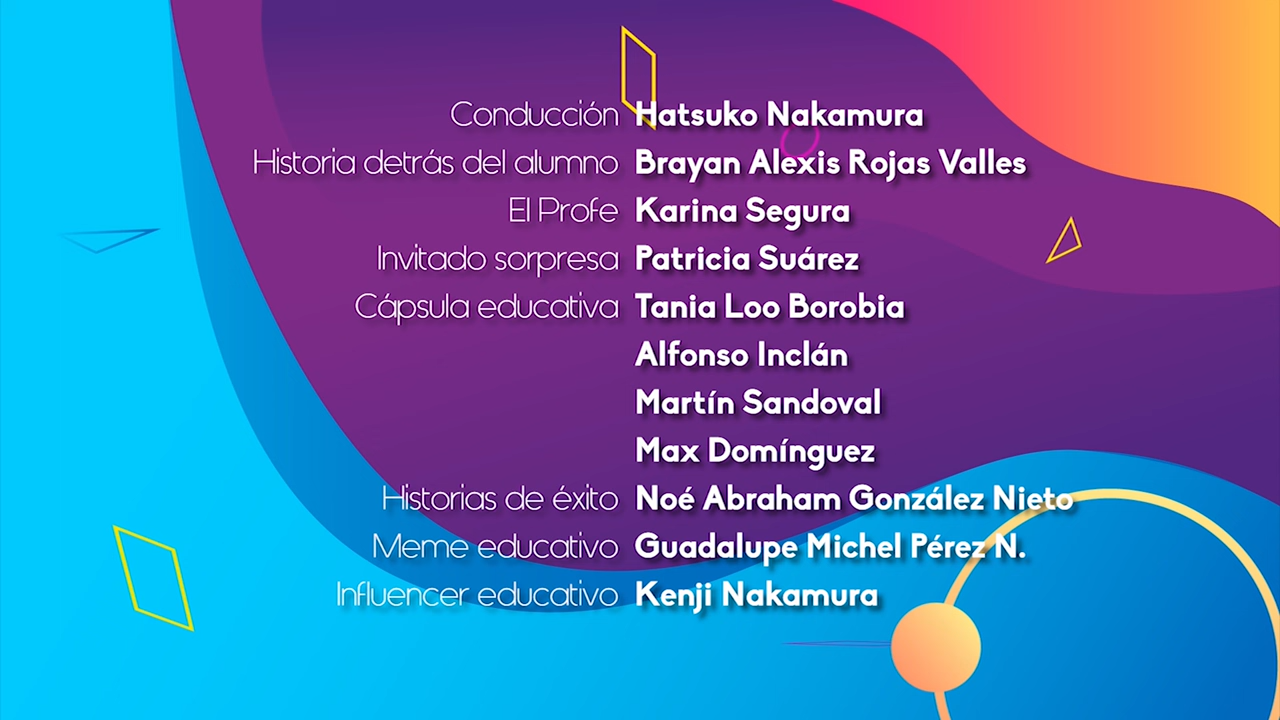 Conducción Hatsuko Nakamura
Historia detrás del alumno Brayan Alexis Rojas Valles
El Profe Karina Segura
Invitado sorpresa Patricia Suárez
Cápsula educativa Tania Loo Borobia
Alfonso Inclán
Martín Sandoval
Max Domínguez
Historias de éxito Noé Abraham González Nieto
Meme educativo Guadalupe Michel Pérez N.
Influencer educativo Kenji Nakamura